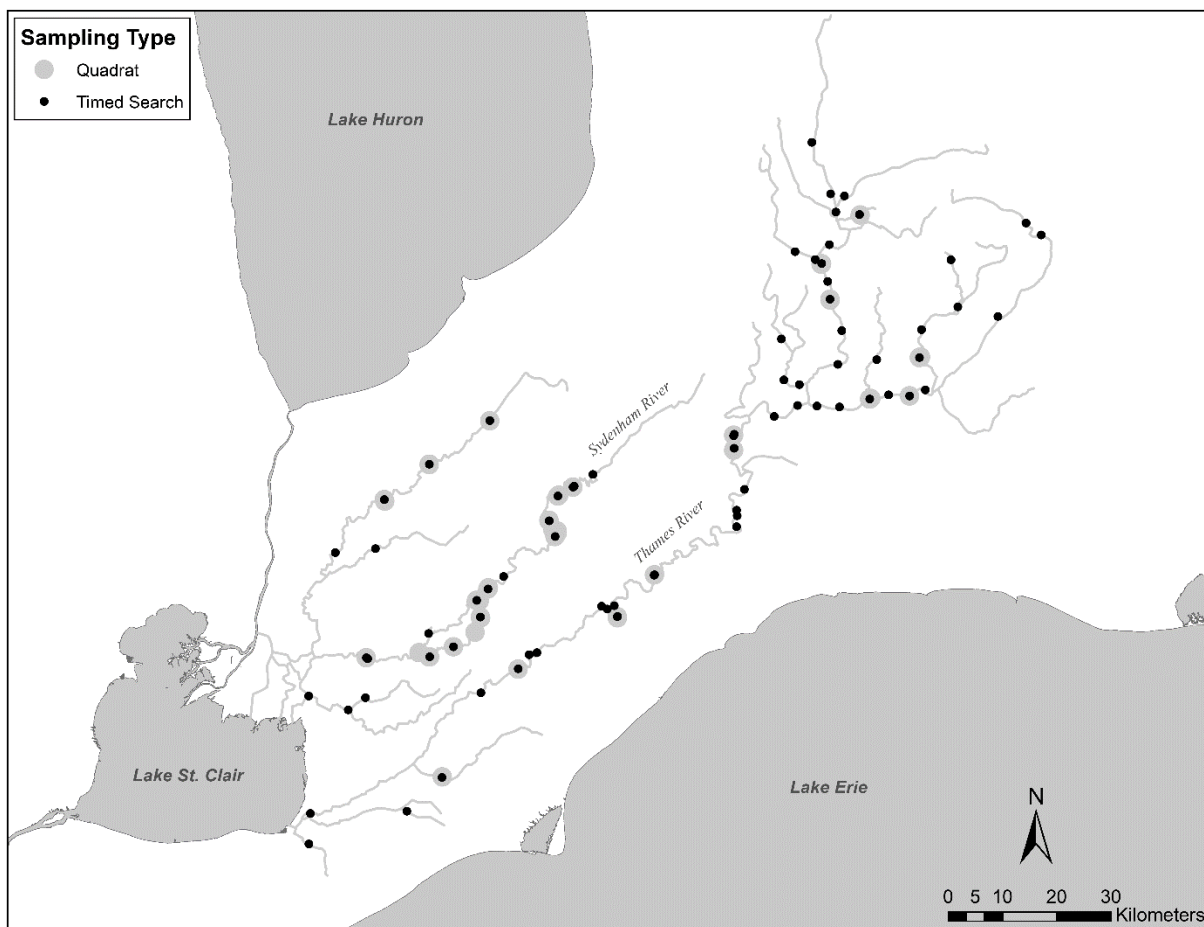 Sampling Type
Quadrat
Timed Search
Lake Huron
Sydenham River
Thames River
Lake St. Clair
Lake Erie
N
0 5 10 20 30
Kilometers